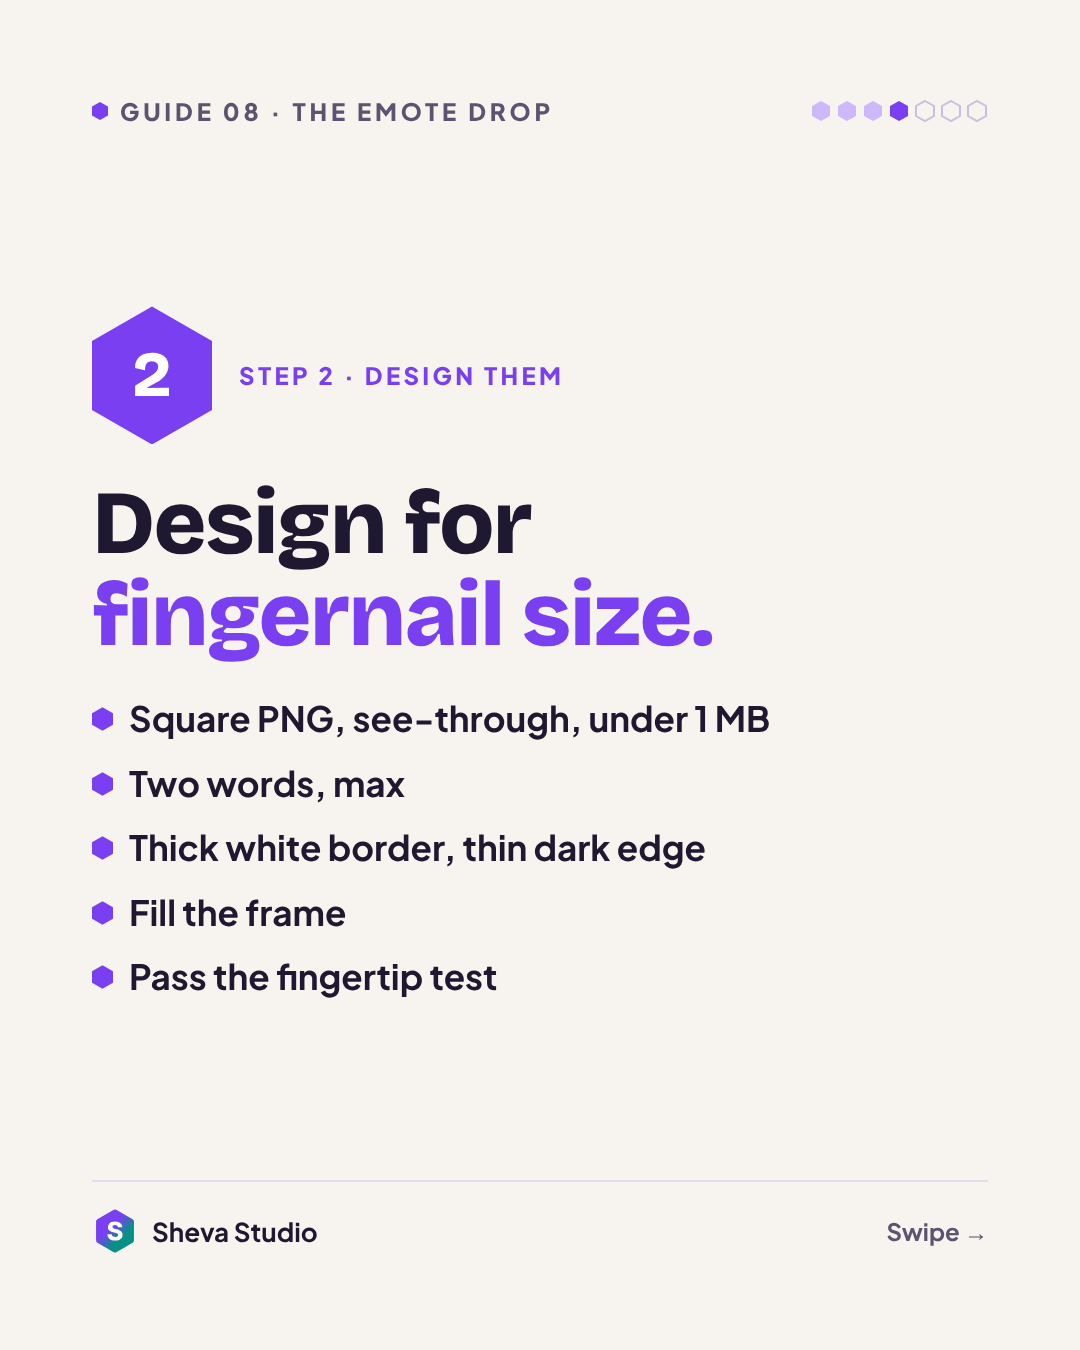 GUIDE 08 · THE EMOTE DROP
2
STEP 2 · DESIGN THEM
Design for
fingernail size.
Square PNG, see-through, under 1 MB
Two words, max
Thick white border, thin dark edge
Fill the frame
Pass the fingertip test
S
Sheva Studio
Swipe →